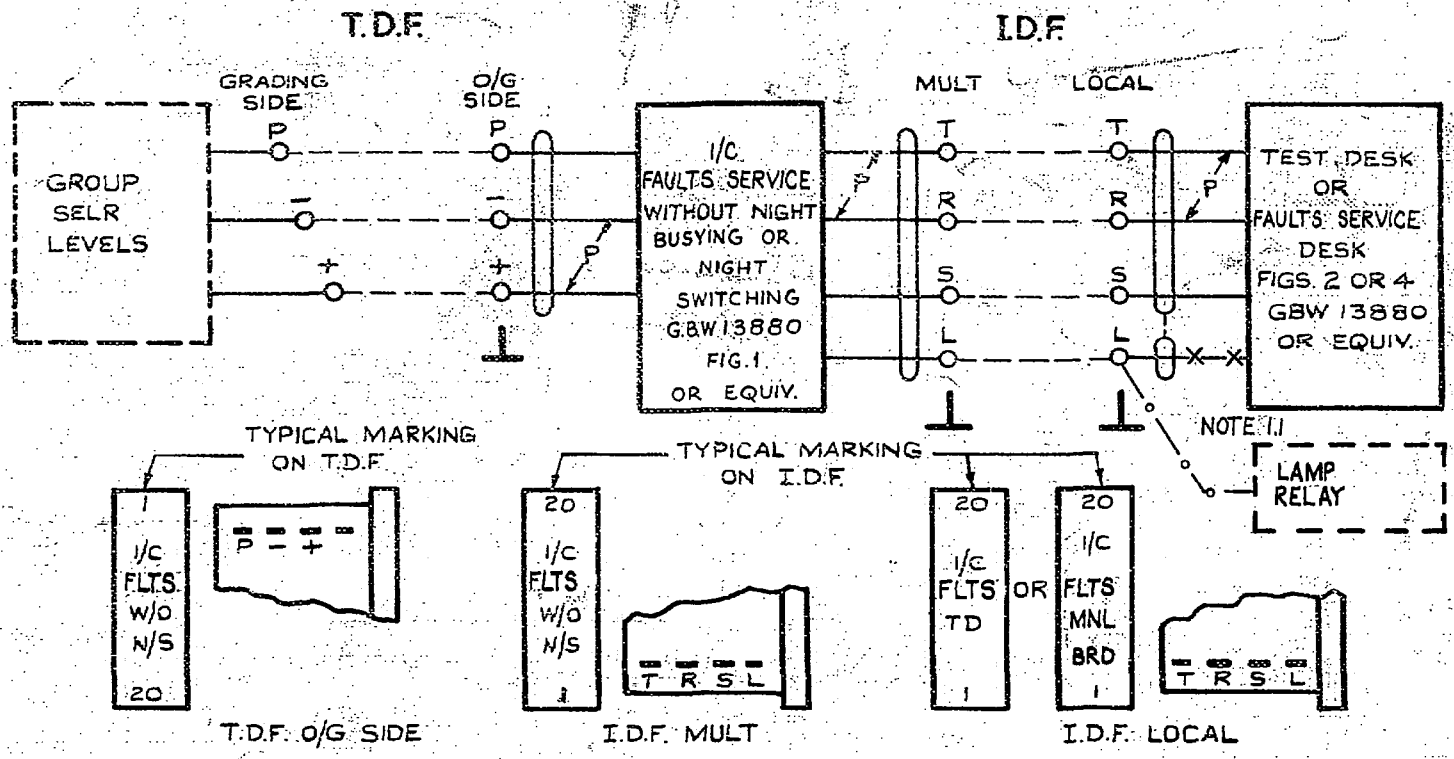 T.D.F.
I.D.F.
GRADING
SIDE
O/G
SIDE
MULT
LOCAL
P
P
T
T
GROUP
SELR
LEVELS
-
-
R
R
+
+
S
S
L
L
P
P
P
I/C
FAULTS SERVICE
WITHOUT NIGHT
BUSYING OR
NIGHT
SWITCHING
GBW 13880
FIG. 1
OR EQUIV.
TEST DESK
OR
FAULTS SERVICE
DESK
FIGS. 2 OR 4
GBW 13880
OR EQUIV.
NOTE 1.1
LAMP
RELAY
TYPICAL MARKING
ON T.D.F.
TYPICAL MARKING
ON I.D.F.
1
I/C
FLTS
W/O
N/S
20
P - +
T.D.F. O/G SIDE
20
I/C
FLTS
W/O
N/S
1
T R S L
I.D.F. MULT
20
I/C
FLTS
TD
1
OR
20
I/C
FLTS
MNL
BRD
1
T R S L
I.D.F. LOCAL